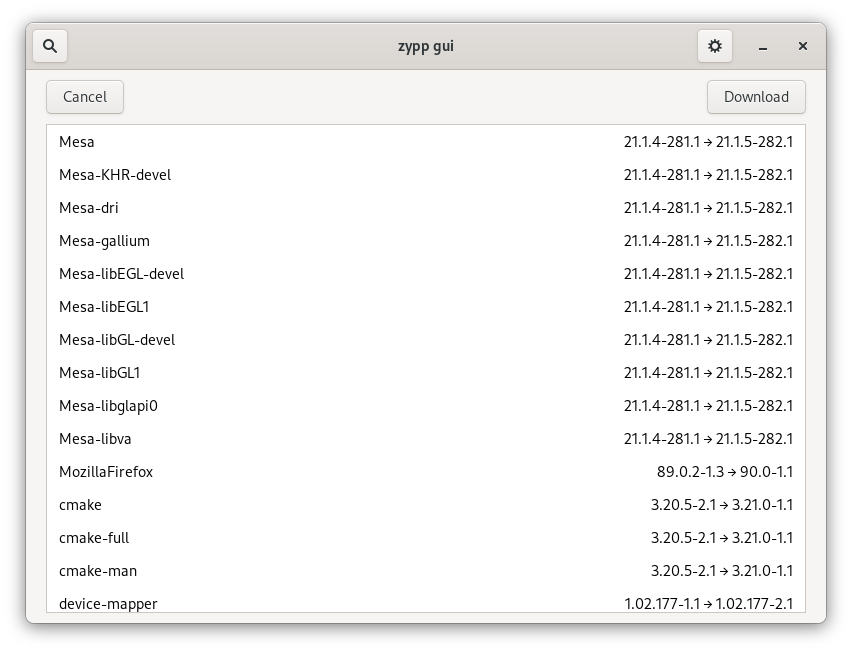 zypp gui
Cancel Download
Mesa 21.1.4-281.1 → 21.1.5-282.1
Mesa-KHR-devel 21.1.4-281.1 → 21.1.5-282.1
Mesa-dri 21.1.4-281.1 → 21.1.5-282.1
Mesa-gallium 21.1.4-281.1 → 21.1.5-282.1
Mesa-libEGL-devel 21.1.4-281.1 → 21.1.5-282.1
Mesa-libEGL1 21.1.4-281.1 → 21.1.5-282.1
Mesa-libGL-devel 21.1.4-281.1 → 21.1.5-282.1
Mesa-libGL1 21.1.4-281.1 → 21.1.5-282.1
Mesa-libglapi0 21.1.4-281.1 → 21.1.5-282.1
Mesa-libva 21.1.4-281.1 → 21.1.5-282.1
MozillaFirefox 89.0.2-1.3 → 90.0-1.1
cmake 3.20.5-2.1 → 3.21.0-1.1
cmake-full 3.20.5-2.1 → 3.21.0-1.1
cmake-man 3.20.5-2.1 → 3.21.0-1.1
device-mapper 1.02.177-1.1 → 1.02.177-2.1